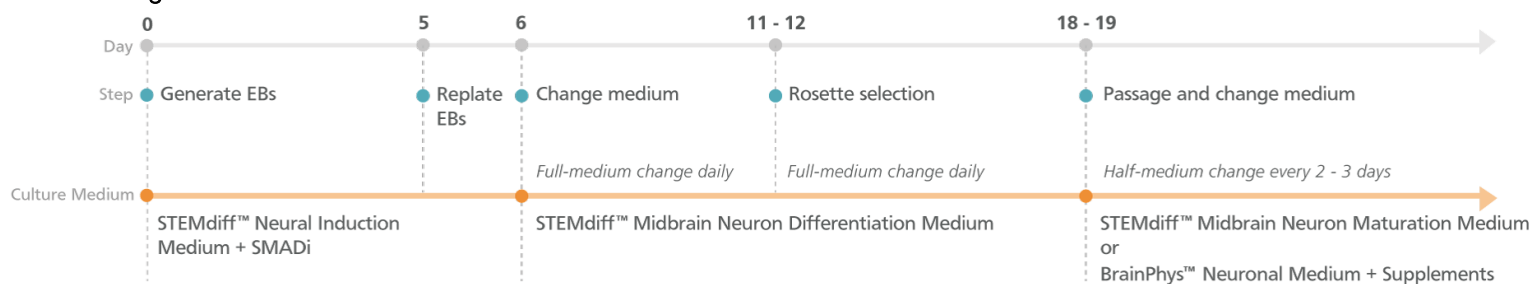 0 5 6 11 - 12 18 - 19
Day
Step Generate EBs Replate EBs Change medium Rosette selection Passage and change medium
Full-medium change daily Full-medium change daily Half-medium change every 2 - 3 days
Culture Medium
STEMdiff™ Neural Induction
Medium + SMADi
STEMdiff™ Midbrain Neuron Differentiation Medium
STEMdiff™ Midbrain Neuron Maturation Medium
or
BrainPhys™ Neuronal Medium + Supplements